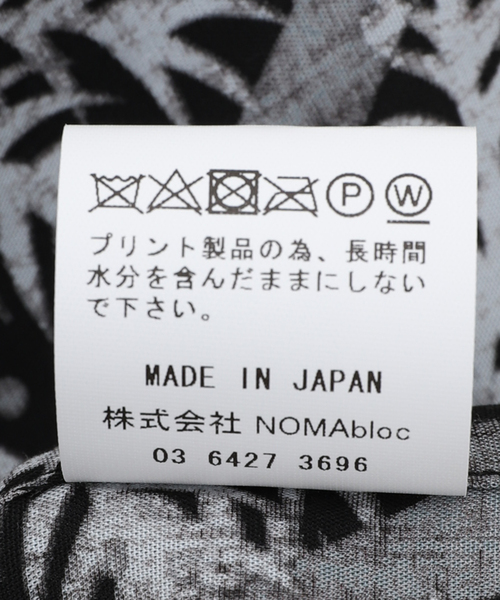 P W
プリント製品の為、長時間
水分を含んだままにしない
で下さい。
MADE IN JAPAN
株式会社 NOMAbloc
03 6427 3696